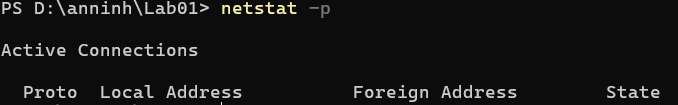 PS D:\anninh\Lab01> netstat -p
Active Connections
Proto  Local Address          Foreign Address        State